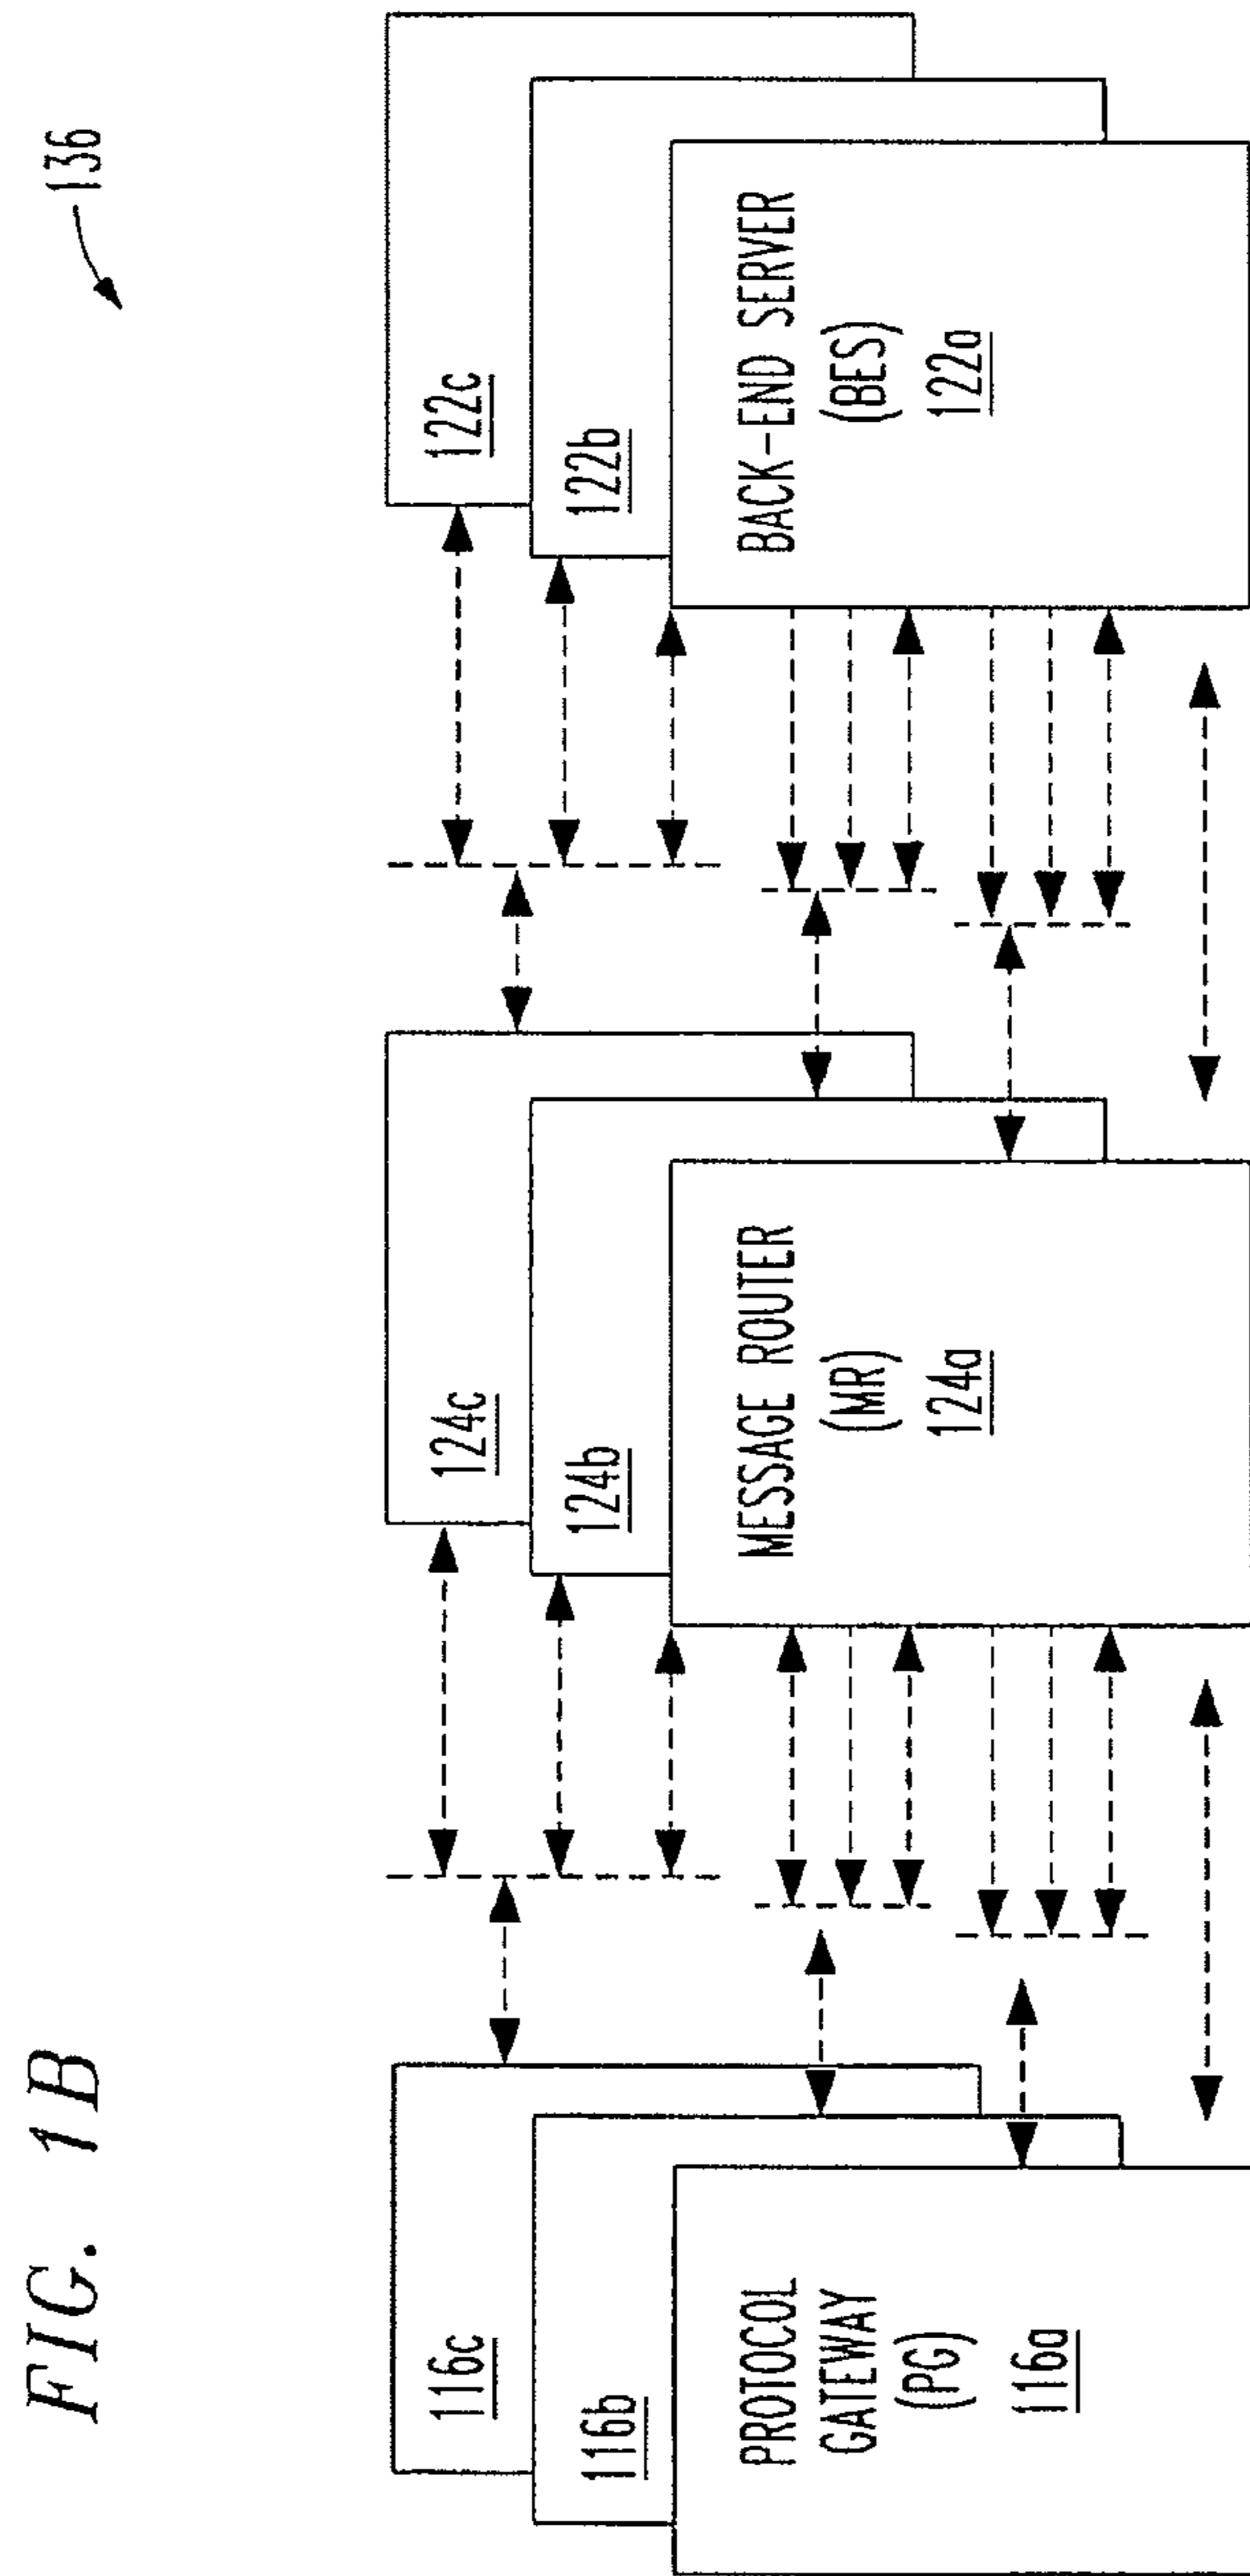 FIG. 1B
136
116c
116b
PROTOCOL
GATEWAY
(PG)
116a
124c
124b
MESSAGE ROUTER
(MR)
124a
122c
122b
BACK-END SERVER
(BES)
122a